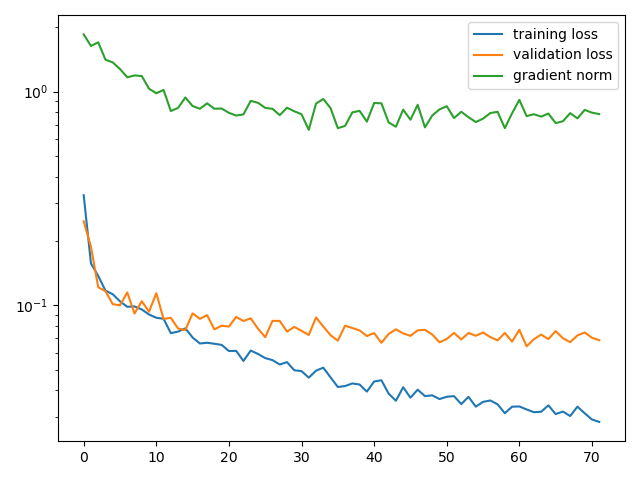 training loss
validation loss
gradient norm
10⁰
10⁻¹
0 10 20 30 40 50 60 70